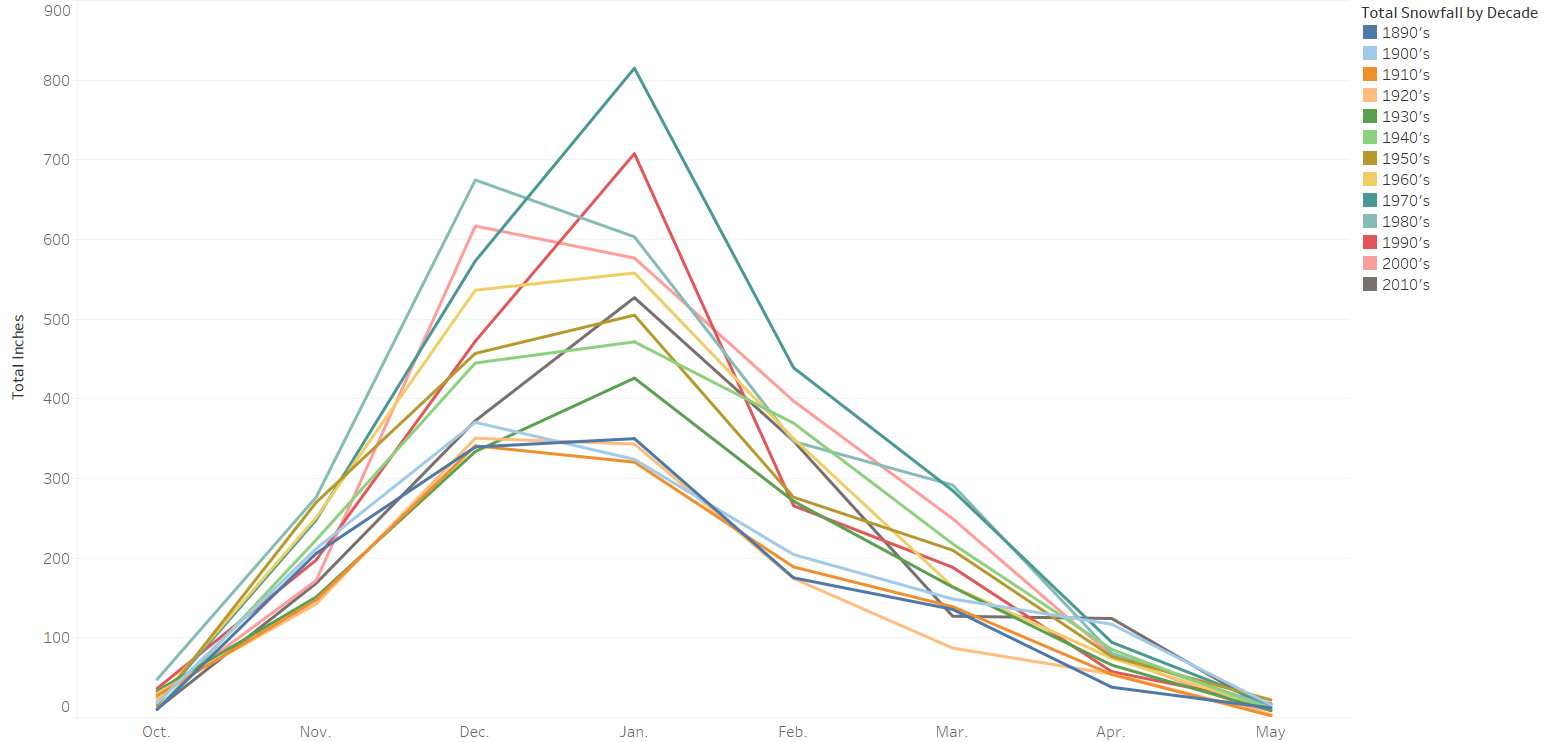 Total Snowfall by Decade
1890's
1900's
1910's
1920's
1930's
1940's
1950's
1960's
1970's
1980's
1990's
2000's
2010's
Total Inches
900
800
700
600
500
400
300
200
100
0
Oct.
Nov.
Dec.
Jan.
Feb.
Mar.
Apr.
May